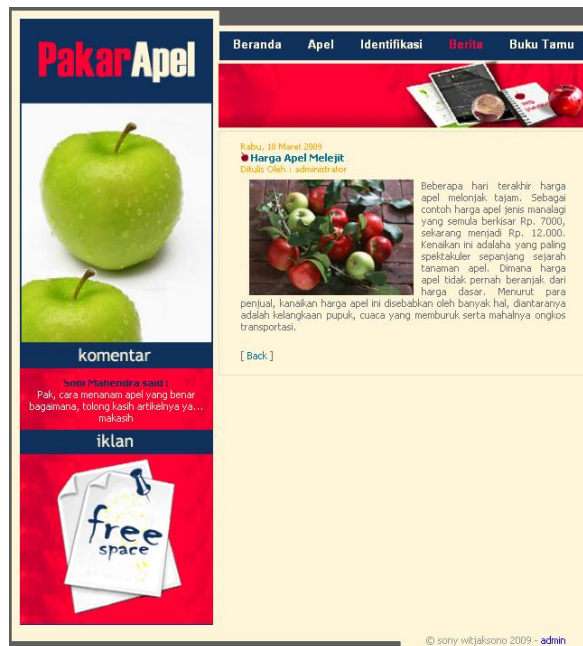 PakarApel
Beranda Apel Identifikasi Berita Buku Tamu
Rabu, 18 Maret 2009
Harga Apel Melejit
Ditulis Oleh : administrator
Beberapa hari terakhir harga
apel melonjak tajam. Sebagai
contoh harga apel jenis manalagi
yang semula berkisar Rp. 7000,
sekarang menjadi Rp. 12.000.
Kenaikan ini adalaha yang paling
spektakuler sepanjang sejarah
tanaman apel. Dimana harga
apel tidak pernah beranjak dari
harga dasar. Menurut para
penjual, kanaikan harga apel ini disebabkan oleh banyak hal, diantaranya
adalah kelangkaan pupuk, cuaca yang memburuk serta mahalnya ongkos
transportasi.
[ Back ]
komentar
Soni Mahendra said :
Pak, cara menanam apel yang benar
bagaimana, tolong kasih artikelnya ya...
makasih
iklan
free
space
© sony witjaksono 2009 - admin